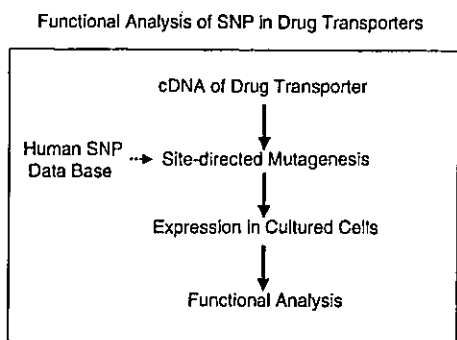 Functional Analysis of SNP in Drug Transporters
cDNA of Drug Transporter
Human SNP
Data Base
Site-directed Mutagenesis
Expression in Cultured Cells
Functional Analysis